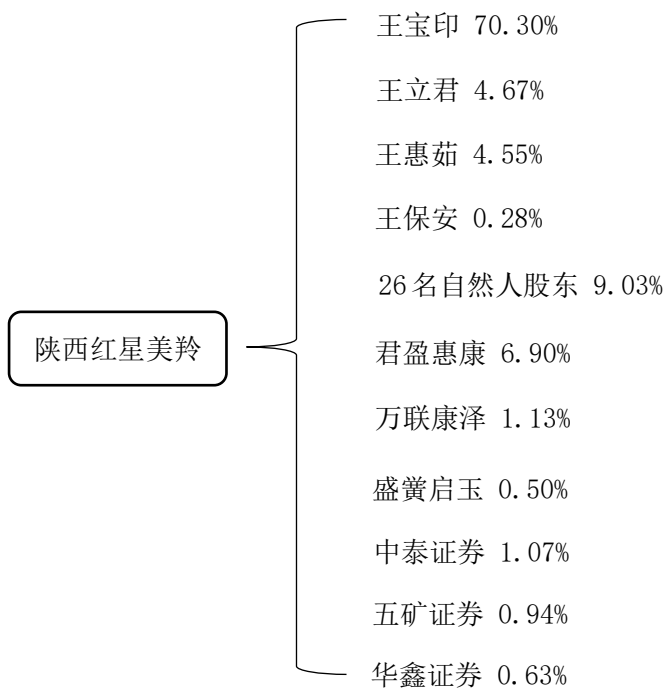 王宝印 70.30%
王立君 4.67%
王惠茹 4.55%
王保安 0.28%
26名自然人股东 9.03%
陕西红星美羚
君盈惠康 6.90%
万联康泽 1.13%
盛黉启玉 0.50%
中泰证券 1.07%
五矿证券 0.94%
华鑫证券 0.63%